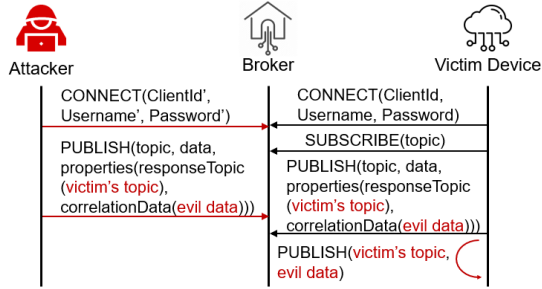 Attacker
Broker
Victim Device
CONNECT(ClientId',
Username', Password')
CONNECT(ClientId,
Username, Password)
SUBSCRIBE(topic)
PUBLISH(topic, data,
properties(responseTopic
(victim's topic),
correlationData(evil data)))
PUBLISH(topic, data,
properties(responseTopic
(victim's topic),
correlationData(evil data)))
PUBLISH(victim's topic,
evil data)